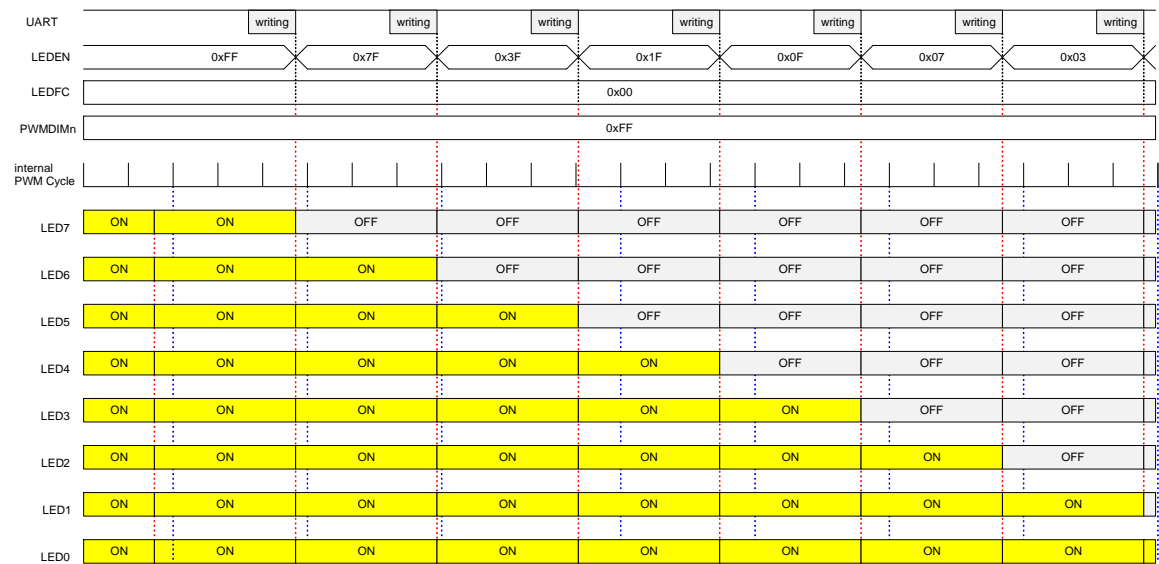 UART writing writing writing writing writing writing writing
LEDEN 0xFF 0x7F 0x3F 0x1F 0x0F 0x07 0x03
LEDFC 0x00
PWMDIMn 0xFF
internal
PWM Cycle
LED7 ON ON OFF OFF OFF OFF OFF OFF
LED6 ON ON ON OFF OFF OFF OFF OFF
LED5 ON ON ON ON OFF OFF OFF OFF
LED4 ON ON ON ON ON OFF OFF OFF
LED3 ON ON ON ON ON ON OFF OFF
LED2 ON ON ON ON ON ON ON OFF
LED1 ON ON ON ON ON ON ON ON
LED0 ON ON ON ON ON ON ON ON